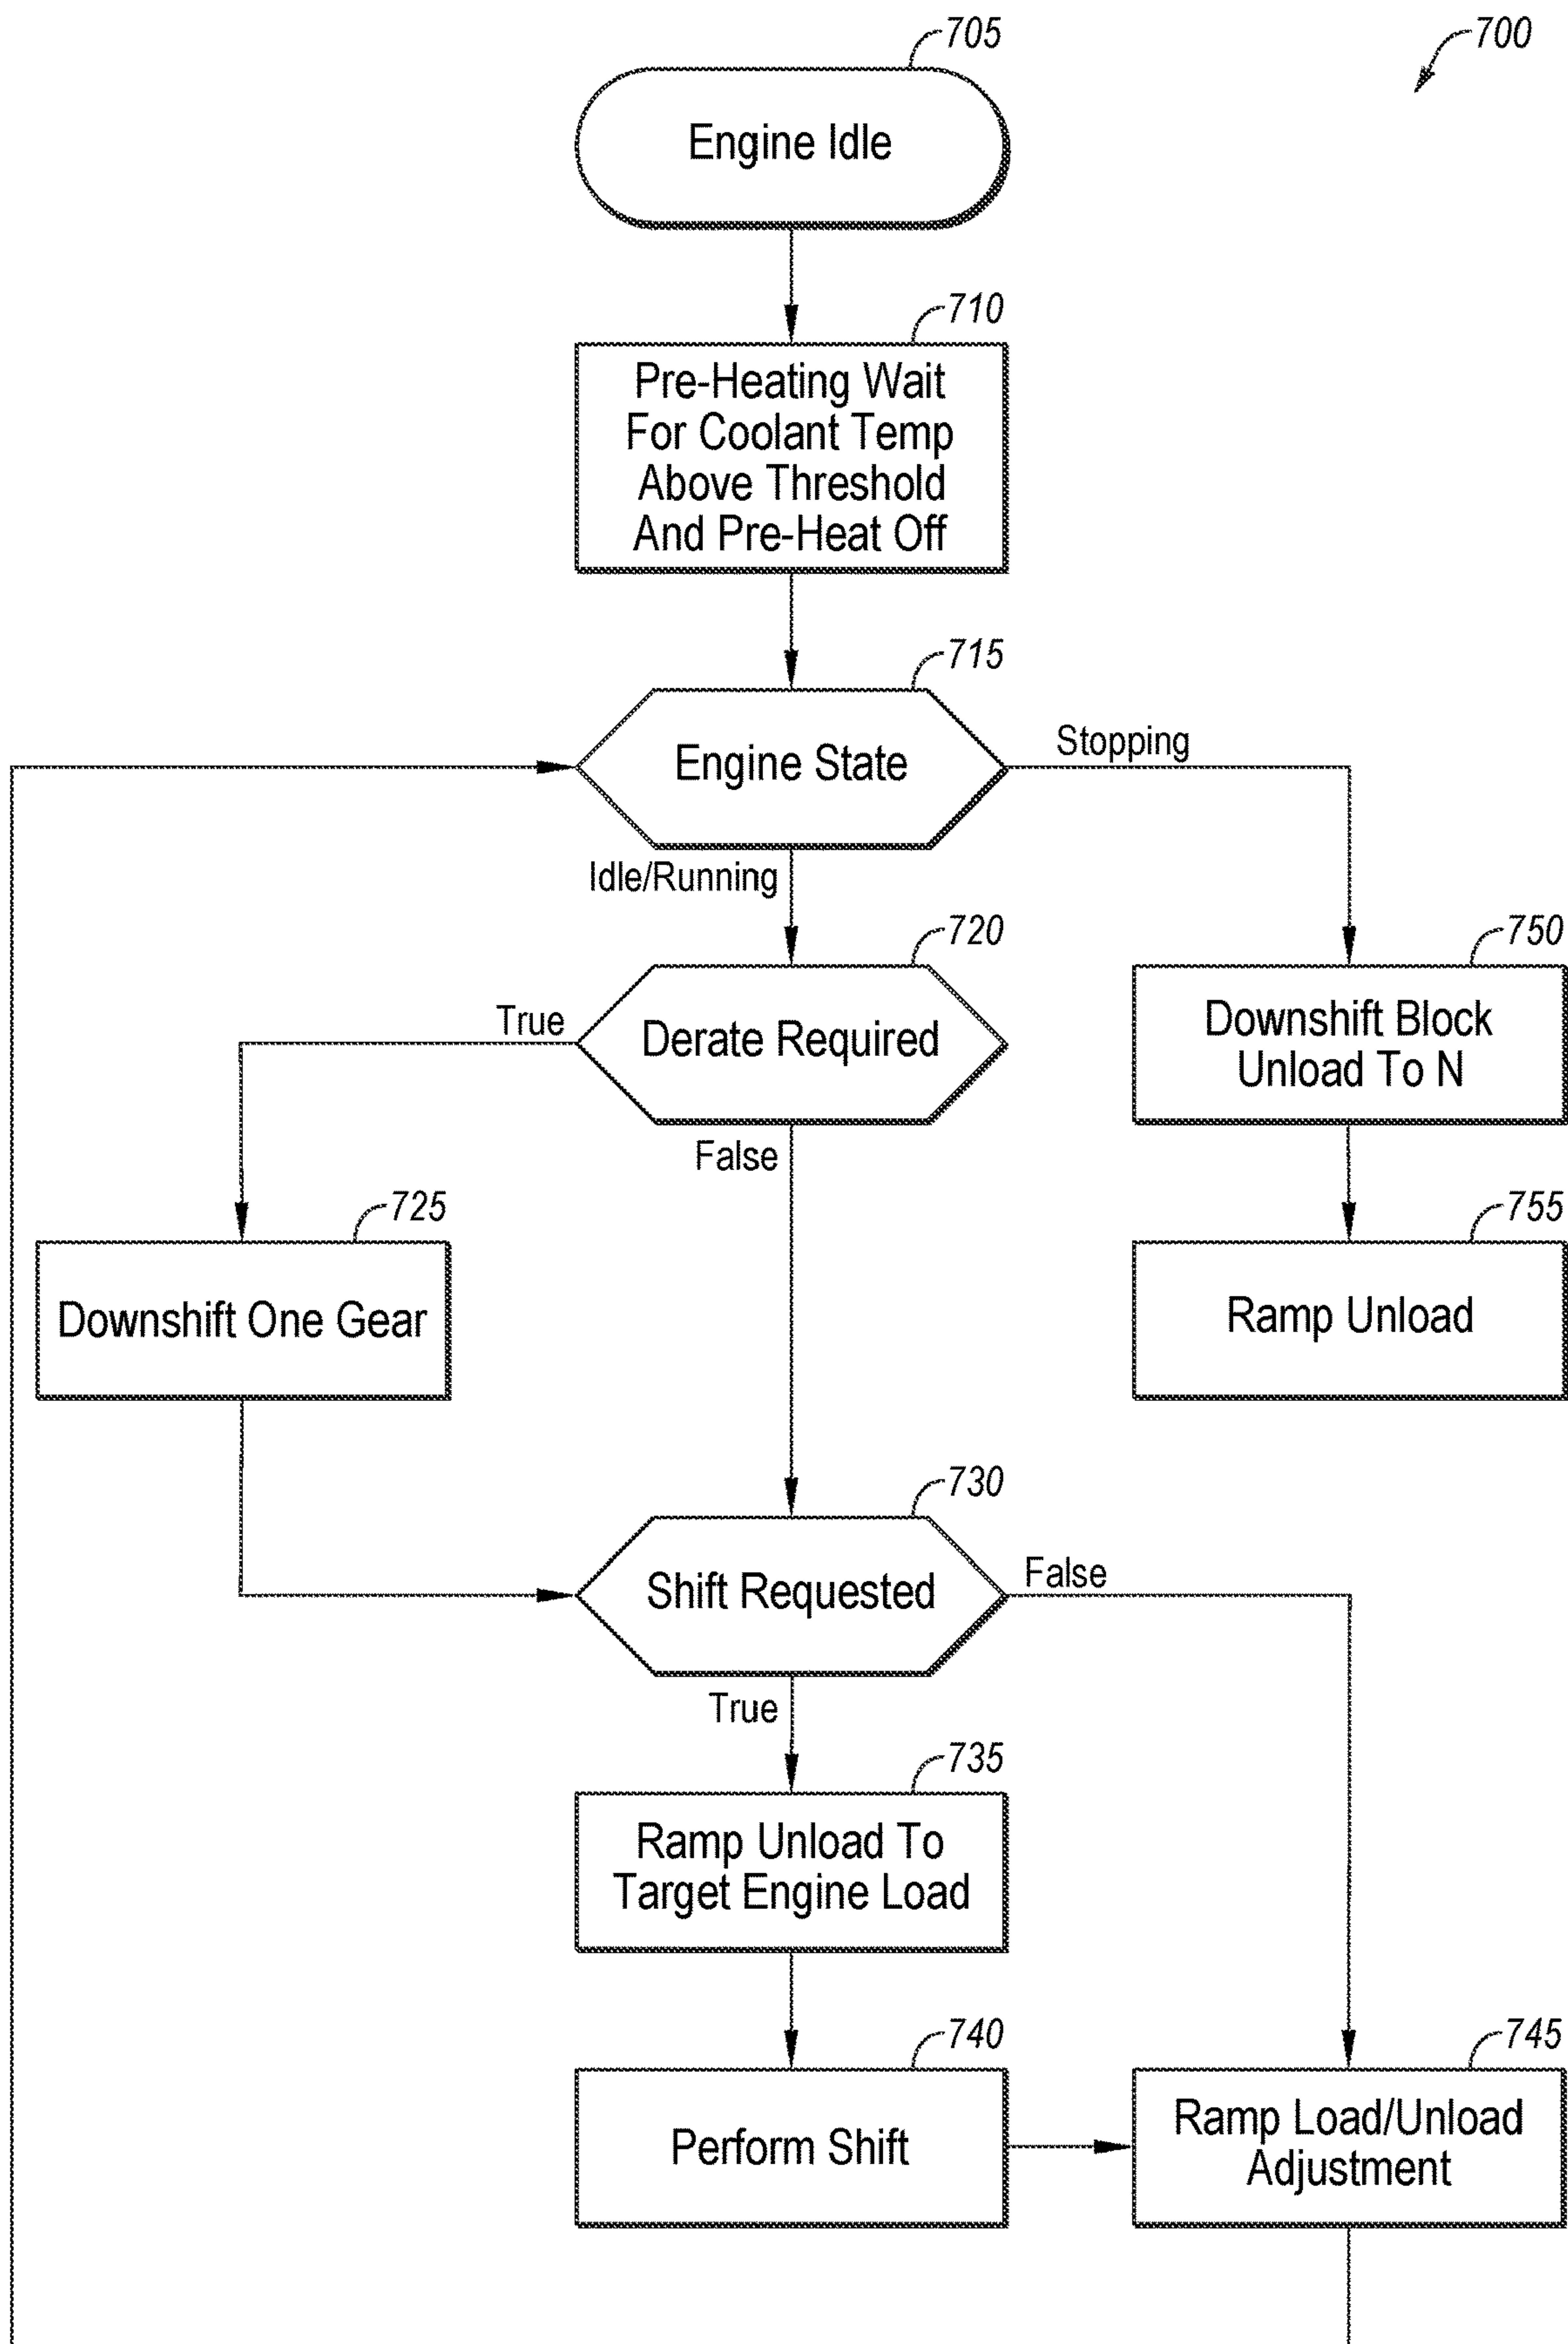 705
700
Engine Idle
710
Pre-Heating Wait
For Coolant Temp
Above Threshold
And Pre-Heat Off
715
Engine State
Stopping
Idle/Running
720
750
True
Derate Required
Downshift Block
Unload To N
False
725
755
Downshift One Gear
Ramp Unload
730
Shift Requested
False
True
735
Ramp Unload To
Target Engine Load
740
745
Perform Shift
Ramp Load/Unload
Adjustment